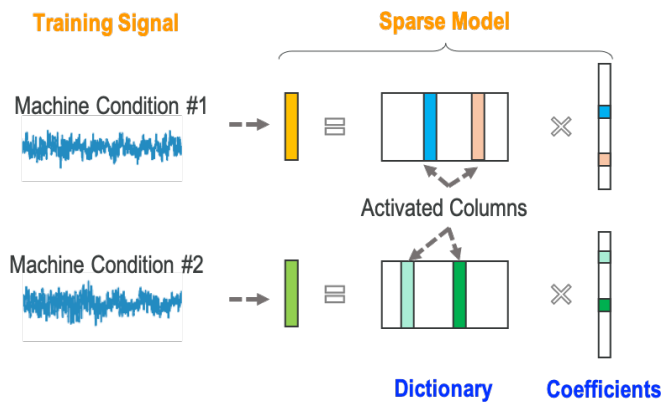 Training Signal
Sparse Model
Machine Condition #1
Activated Columns
Machine Condition #2
Dictionary
Coefficients